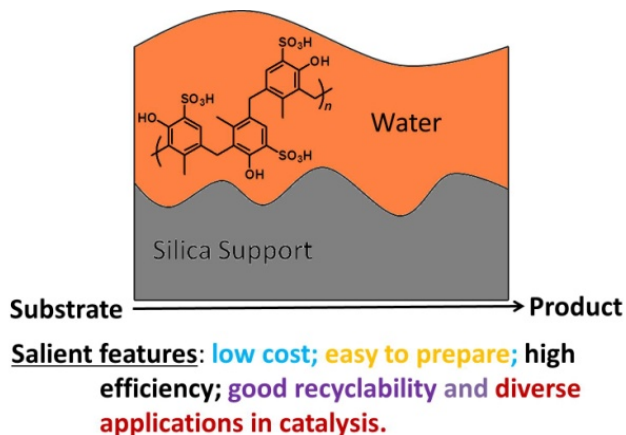 SO₃H
OH
SO₃H
HO
n
Water
SO₃H
OH
Silica Support
Substrate Product
Salient features: low cost; easy to prepare; high
efficiency; good recyclability and diverse
applications in catalysis.